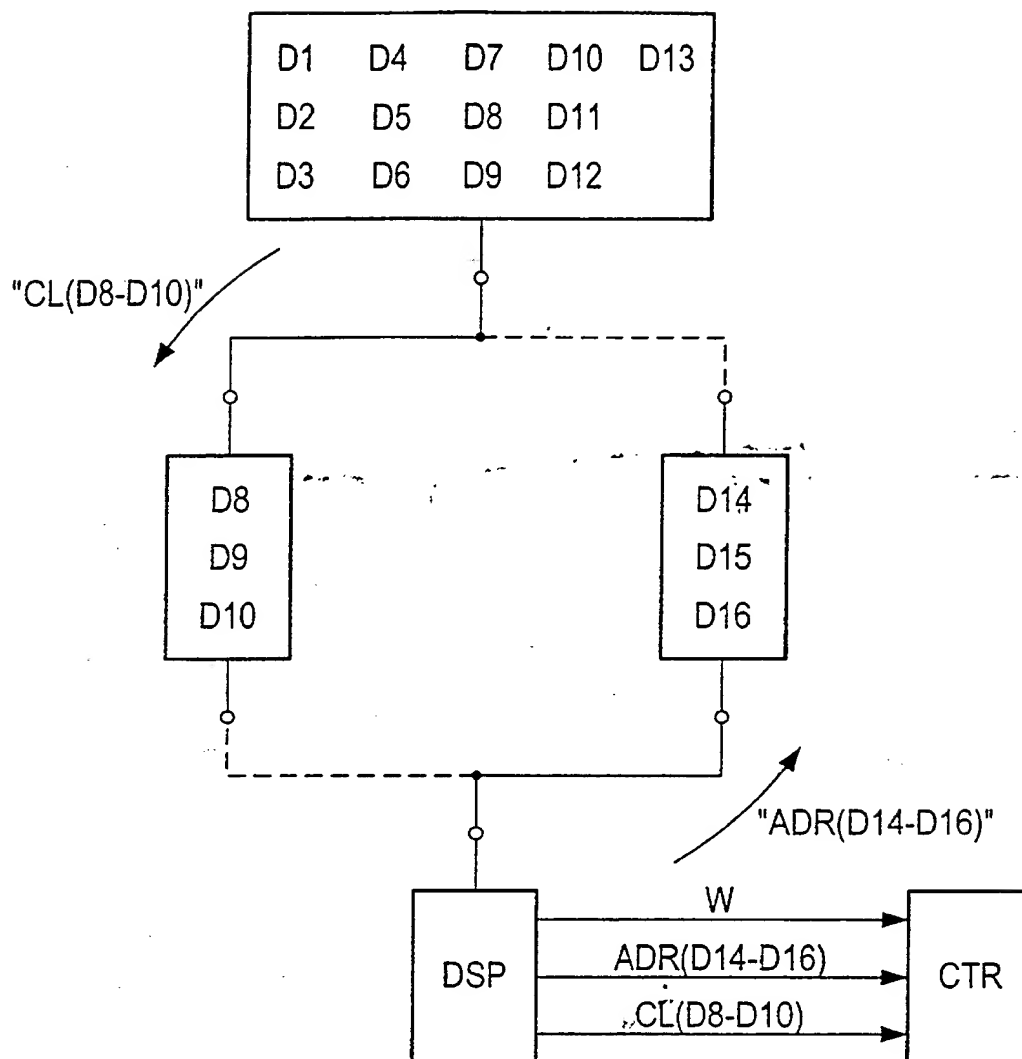 D1 D4 D7 D10 D13
D2 D5 D8 D11
D3 D6 D9 D12
"CL(D8-D10)"
D8
D9
D10
D14
D15
D16
"ADR(D14-D16)"
W
ADR(D14-D16)
CL(D8-D10)
DSP
CTR